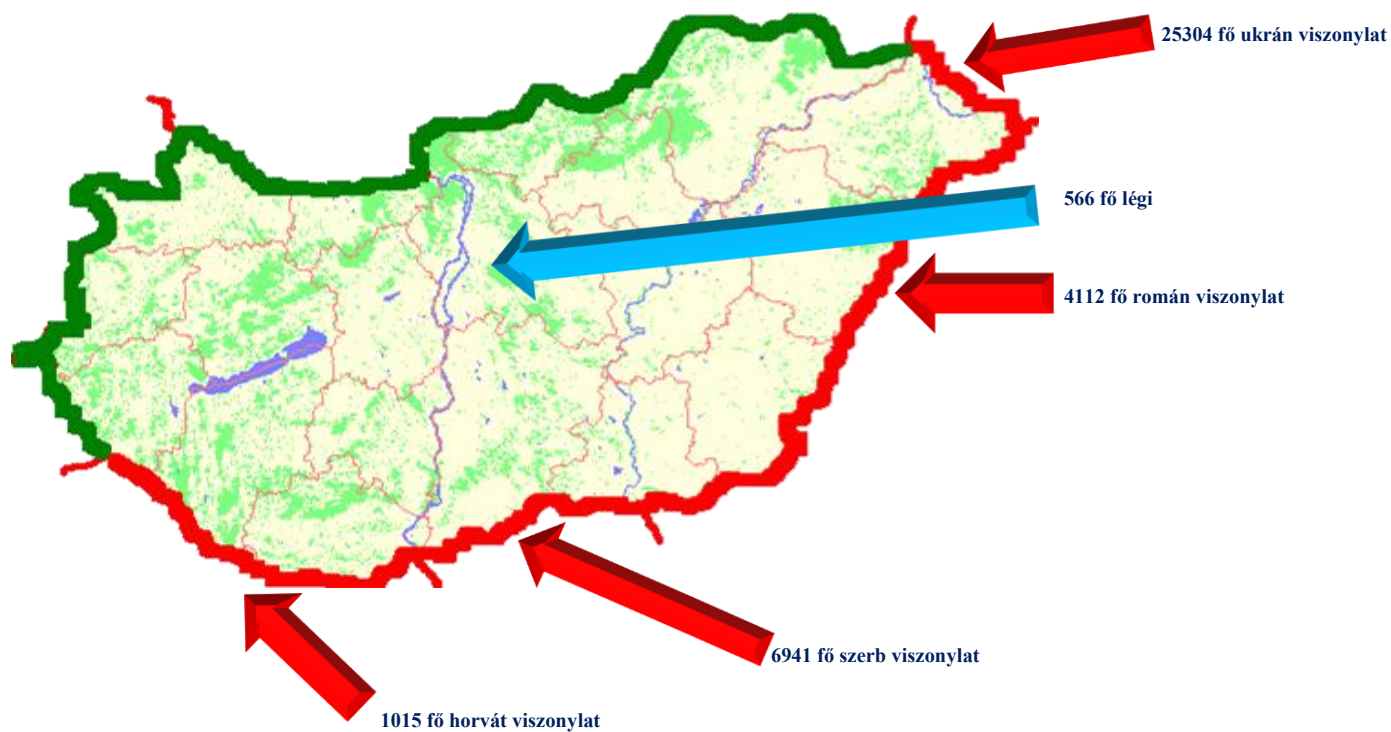 25304 fő ukrán viszonylat
566 fő légi
4112 fő román viszonylat
6941 fő szerb viszonylat
1015 fő horvát viszonylat